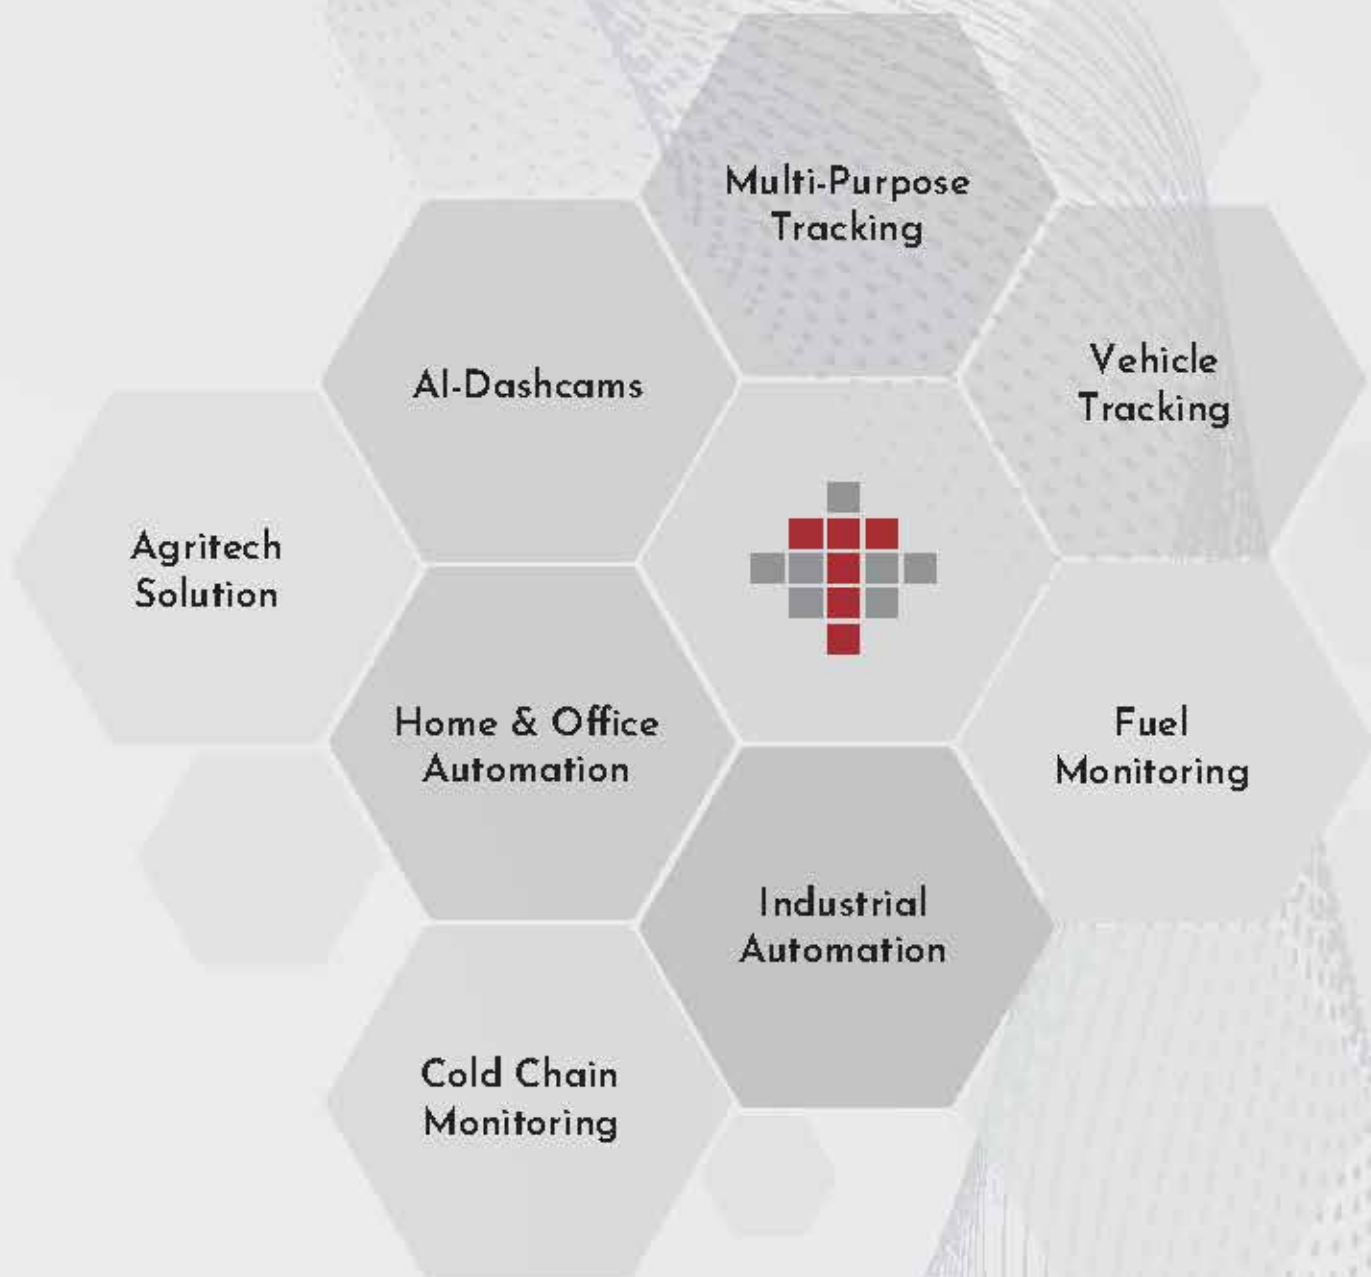 Multi-Purpose
Tracking
AI-Dashcams
Vehicle
Tracking
Agritech
Solution
Home & Office
Automation
Fuel
Monitoring
Industrial
Automation
Cold Chain
Monitoring